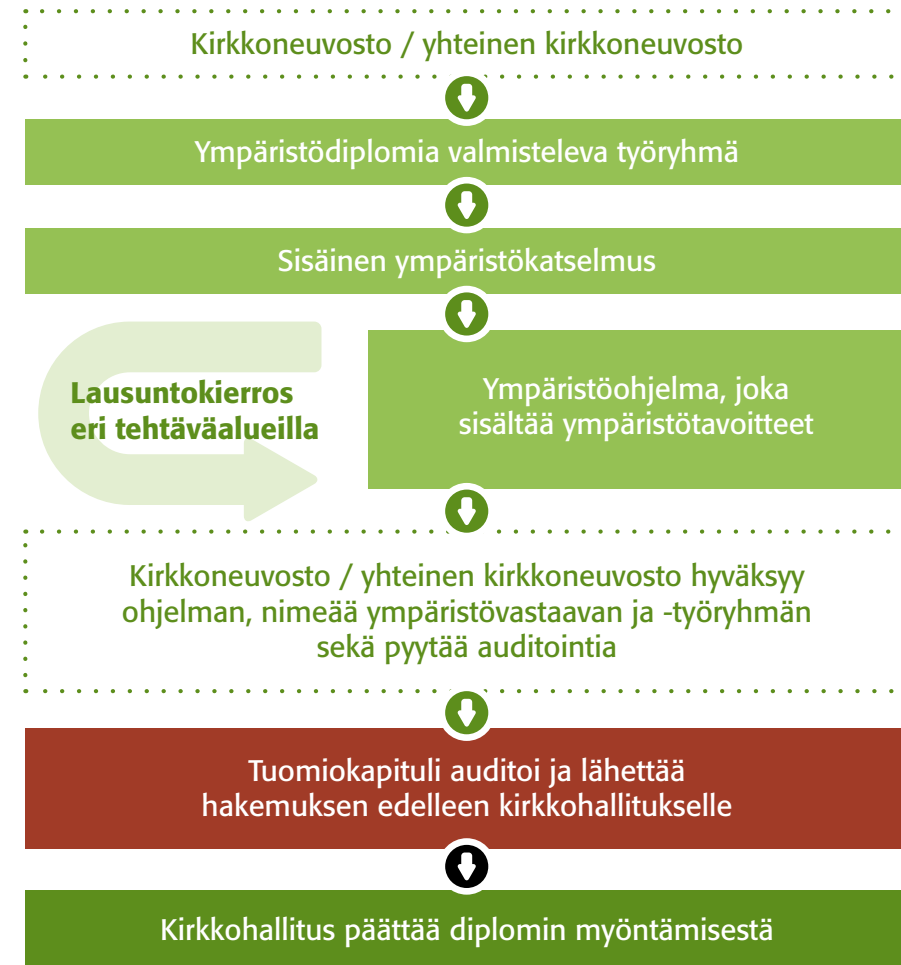 Kirkkoneuvosto / yhteinen kirkkoneuvosto
Ympäristödiplomia valmisteleva työryhmä
Sisäinen ympäristökatselmus
Lausuntokierros
eri tehtäväalueilla
Ympäristöohjelma, joka
sisältää ympäristötavoitteet
Kirkkoneuvosto / yhteinen kirkkoneuvosto hyväksyy
ohjelman, nimeää ympäristövastaavan ja -työryhmän
sekä pyytää auditointia
Tuomiokapituli auditoi ja lähettää
hakemuksen edelleen kirkkohallitukselle
Kirkkohallitus päättää diplomin myöntämisestä